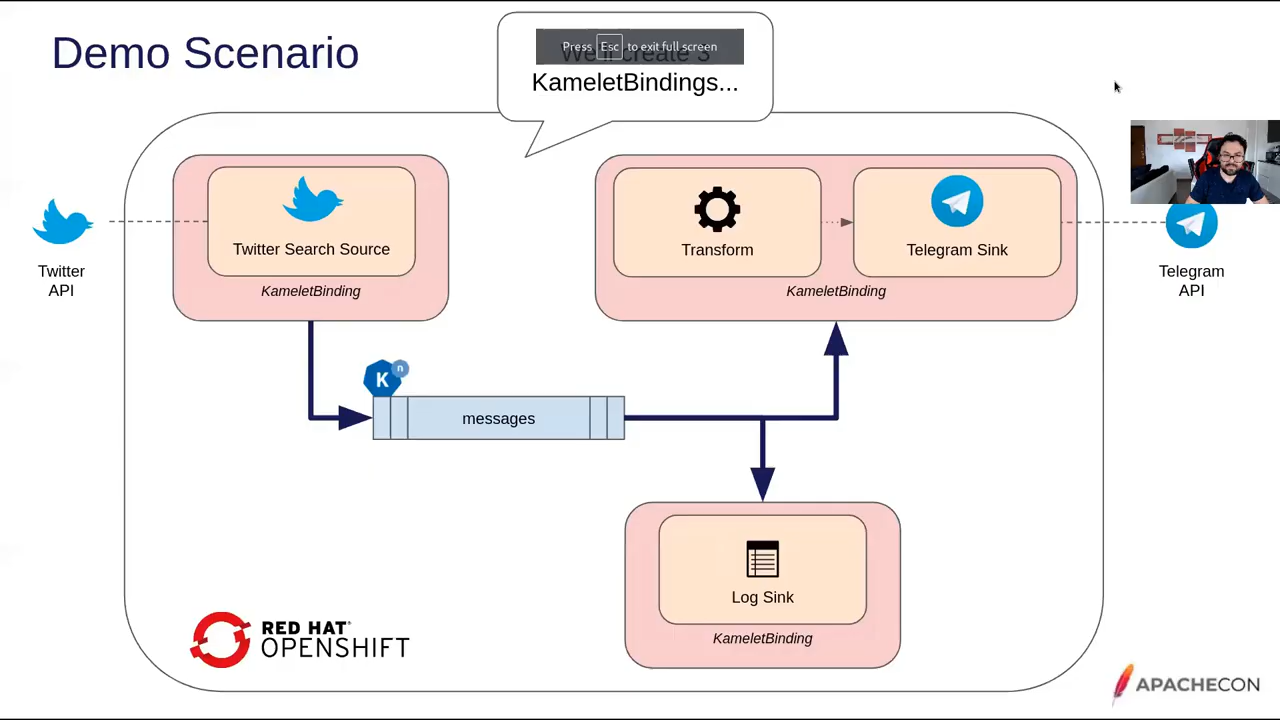 Demo Scenario
Press Esc to exit full screen
We'll create 3
KameletBindings...
Twitter Search Source
KameletBinding
Transform
Telegram Sink
KameletBinding
Twitter
API
Telegram
API
K
n
messages
Log Sink
KameletBinding
RED HAT®
OPENSHIFT
APACHECON